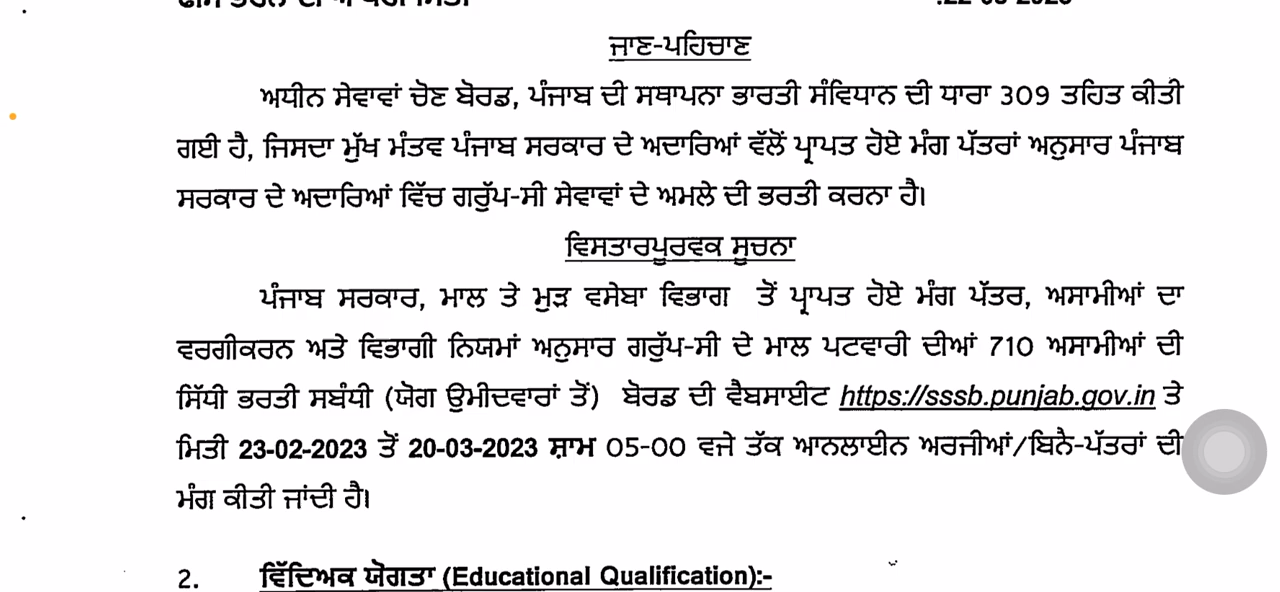 ਜਾਣ-ਪਹਿਚਾਣ
ਅਧੀਨ ਸੇਵਾਵਾਂ ਚੋਣ ਬੋਰਡ, ਪੰਜਾਬ ਦੀ ਸਥਾਪਨਾ ਭਾਰਤੀ ਸੰਵਿਧਾਨ ਦੀ ਧਾਰਾ 309 ਤਹਿਤ ਕੀਤੀ
ਗਈ ਹੈ, ਜਿਸਦਾ ਮੁੱਖ ਮੰਤਵ ਪੰਜਾਬ ਸਰਕਾਰ ਦੇ ਅਦਾਰਿਆਂ ਵੱਲੋਂ ਪ੍ਰਾਪਤ ਹੋਏ ਮੰਗ ਪੱਤਰਾਂ ਅਨੁਸਾਰ ਪੰਜਾਬ
ਸਰਕਾਰ ਦੇ ਅਦਾਰਿਆਂ ਵਿੱਚ ਗਰੁੱਪ-ਸੀ ਸੇਵਾਵਾਂ ਦੇ ਅਮਲੇ ਦੀ ਭਰਤੀ ਕਰਨਾ ਹੈ।
ਵਿਸਤਾਰਪੂਰਵਕ ਸੂਚਨਾ
ਪੰਜਾਬ ਸਰਕਾਰ, ਮਾਲ ਤੇ ਮੁੜ ਵਸੇਬਾ ਵਿਭਾਗ ਤੋਂ ਪ੍ਰਾਪਤ ਹੋਏ ਮੰਗ ਪੱਤਰ, ਅਸਾਮੀਆਂ ਦਾ
ਵਰਗੀਕਰਨ ਅਤੇ ਵਿਭਾਗੀ ਨਿਯਮਾਂ ਅਨੁਸਾਰ ਗਰੁੱਪ-ਸੀ ਦੇ ਮਾਲ ਪਟਵਾਰੀ ਦੀਆਂ 710 ਅਸਾਮੀਆਂ ਦੀ
ਸਿੱਧੀ ਭਰਤੀ ਸਬੰਧੀ (ਯੋਗ ਉਮੀਦਵਾਰਾਂ ਤੋਂ) ਬੋਰਡ ਦੀ ਵੈਬਸਾਈਟ https://sssb.punjab.gov.in ਤੇ
ਮਿਤੀ 23-02-2023 ਤੋਂ 20-03-2023 ਸ਼ਾਮ 05-00 ਵਜੇ ਤੱਕ ਆਨਲਾਈਨ ਅਰਜੀਆਂ/ਬਿਨੈ-ਪੱਤਰਾਂ ਦੀ
ਮੰਗ ਕੀਤੀ ਜਾਂਦੀ ਹੈ।
2. ਵਿੱਦਿਅਕ ਯੋਗਤਾ (Educational Qualification):-